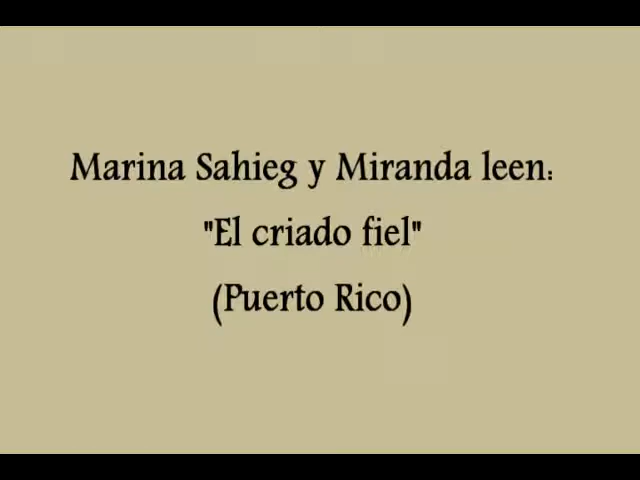 Marina Sahieg y Miranda leen:
"El criado fiel"
(Puerto Rico)